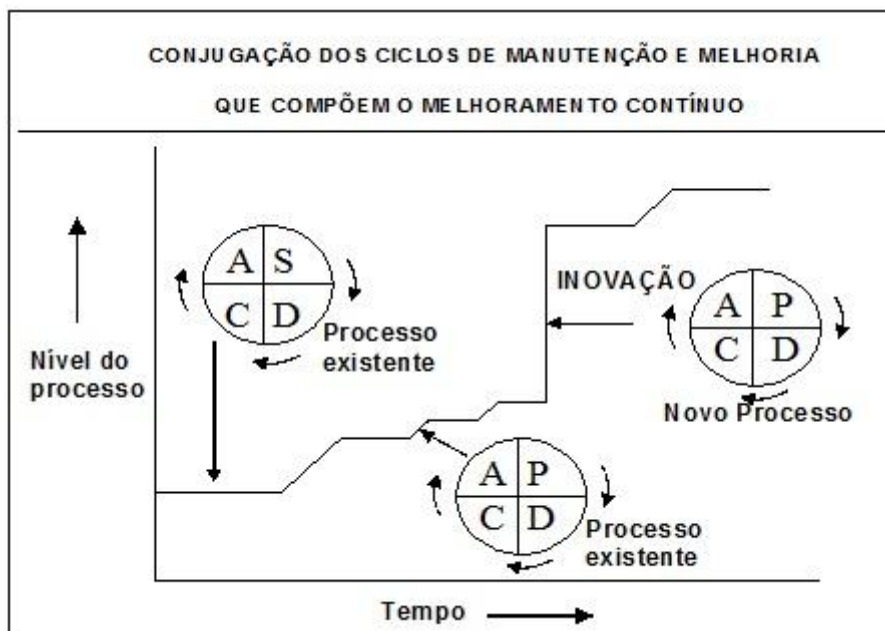 CONJUGAÇÃO DOS CICLOS DE MANUTENÇÃO E MELHORIA
QUE COMPÕEM O MELHORAMENTO CONTÍNUO
A S
C D
Processo
existente
Nível do
processo
INOVAÇÃO
A P
C D
Novo Processo
A P
C D
Processo
existente
Tempo